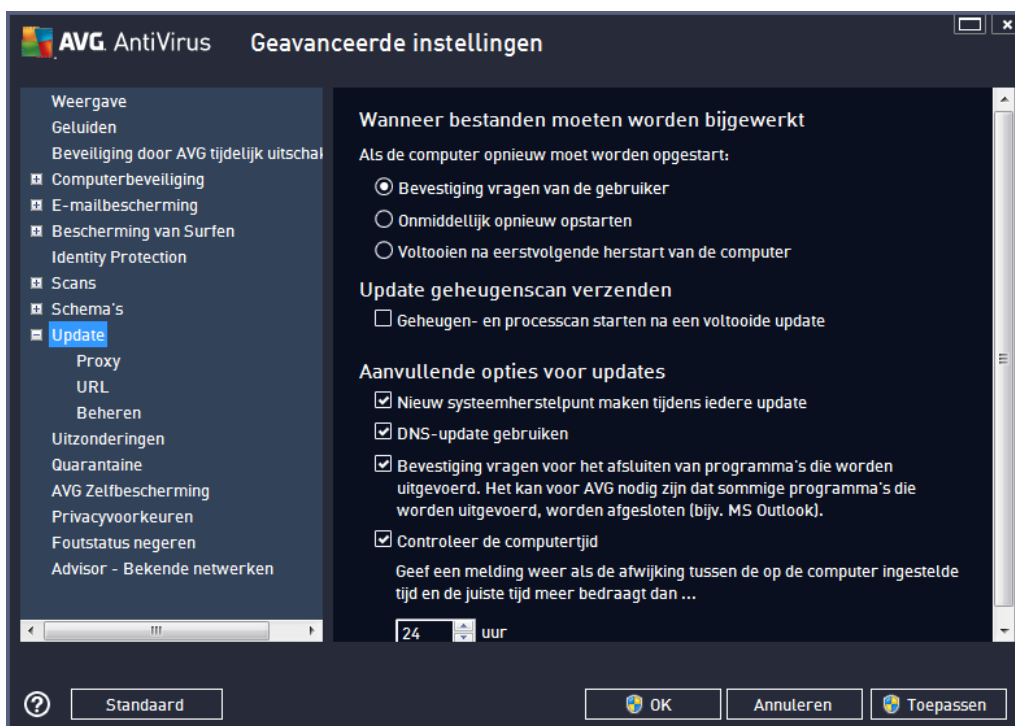 AVG. AntiVirus Geavanceerde instellingen
Weergave
Geluiden
Beveiliging door AVG tijdelijk
Computerbeveiliging
E-mailbescherming
Bescherming van Surfen
Identity Protection
Scans
Schema's
Update
Proxy
URL
Beheren
Uitzonderingen
Quarantaine
AVG Zelfbescherming
Privacyvoorkeuren
Foutstatus negeren
Advisor - Bekende netwerken
Wanneer bestanden moeten worden bijgewerkt
Als de computer opnieuw moet worden opgestart:
Bevestiging vragen van de gebruiker
Onmiddellijk opnieuw opstarten
Voltooien na eerstvolgende herstart van de computer
Update geheugenscan verzenden
Geheugen- en processcan starten na een voltooide update
Aanvullende opties voor updates
Nieuw systeemherstelpunt maken tijdens iedere update
DNS-update gebruiken
Bevestiging vragen voor het afsluiten van programma's die worden
uitgevoerd. Het kan voor AVG nodig zijn dat sommige programma's die
worden uitgevoerd, worden afgesloten (bijv. MS Outlook).
Controleer de computertijd
Geef een melding weer als de afwijking tussen de op de computer ingestelde
tijd en de juiste tijd meer bedraagt dan ...
24 uur
? Standaard OK Annuleren Toepassen